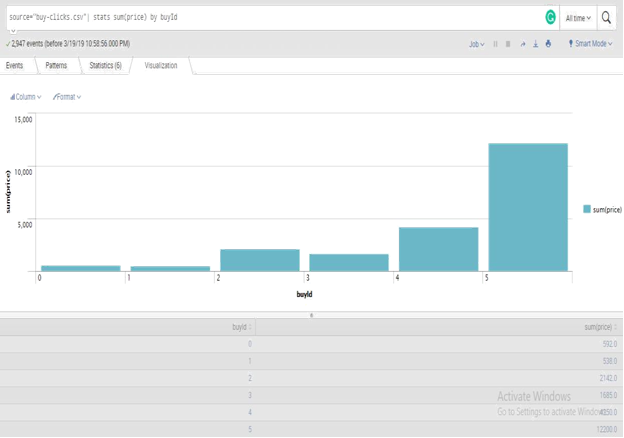 source="buy-clicks.csv"| stats sum(price) by buyId
All time
✓ 2,947 events (before 3/19/19 10:58:56.000 PM)
Job
Smart Mode
Events
Patterns
Statistics (6)
Visualization
Column
Format
15,000
10,000
5,000
sum(price)
sum(price)
0 1 2 3 4 5
buyId
buyId sum(price)
0 592.0
1 538.0
2 2142.0
3 1685.0
4
5 12200.0
Activate Windows
Go to Settings to activate Windows.